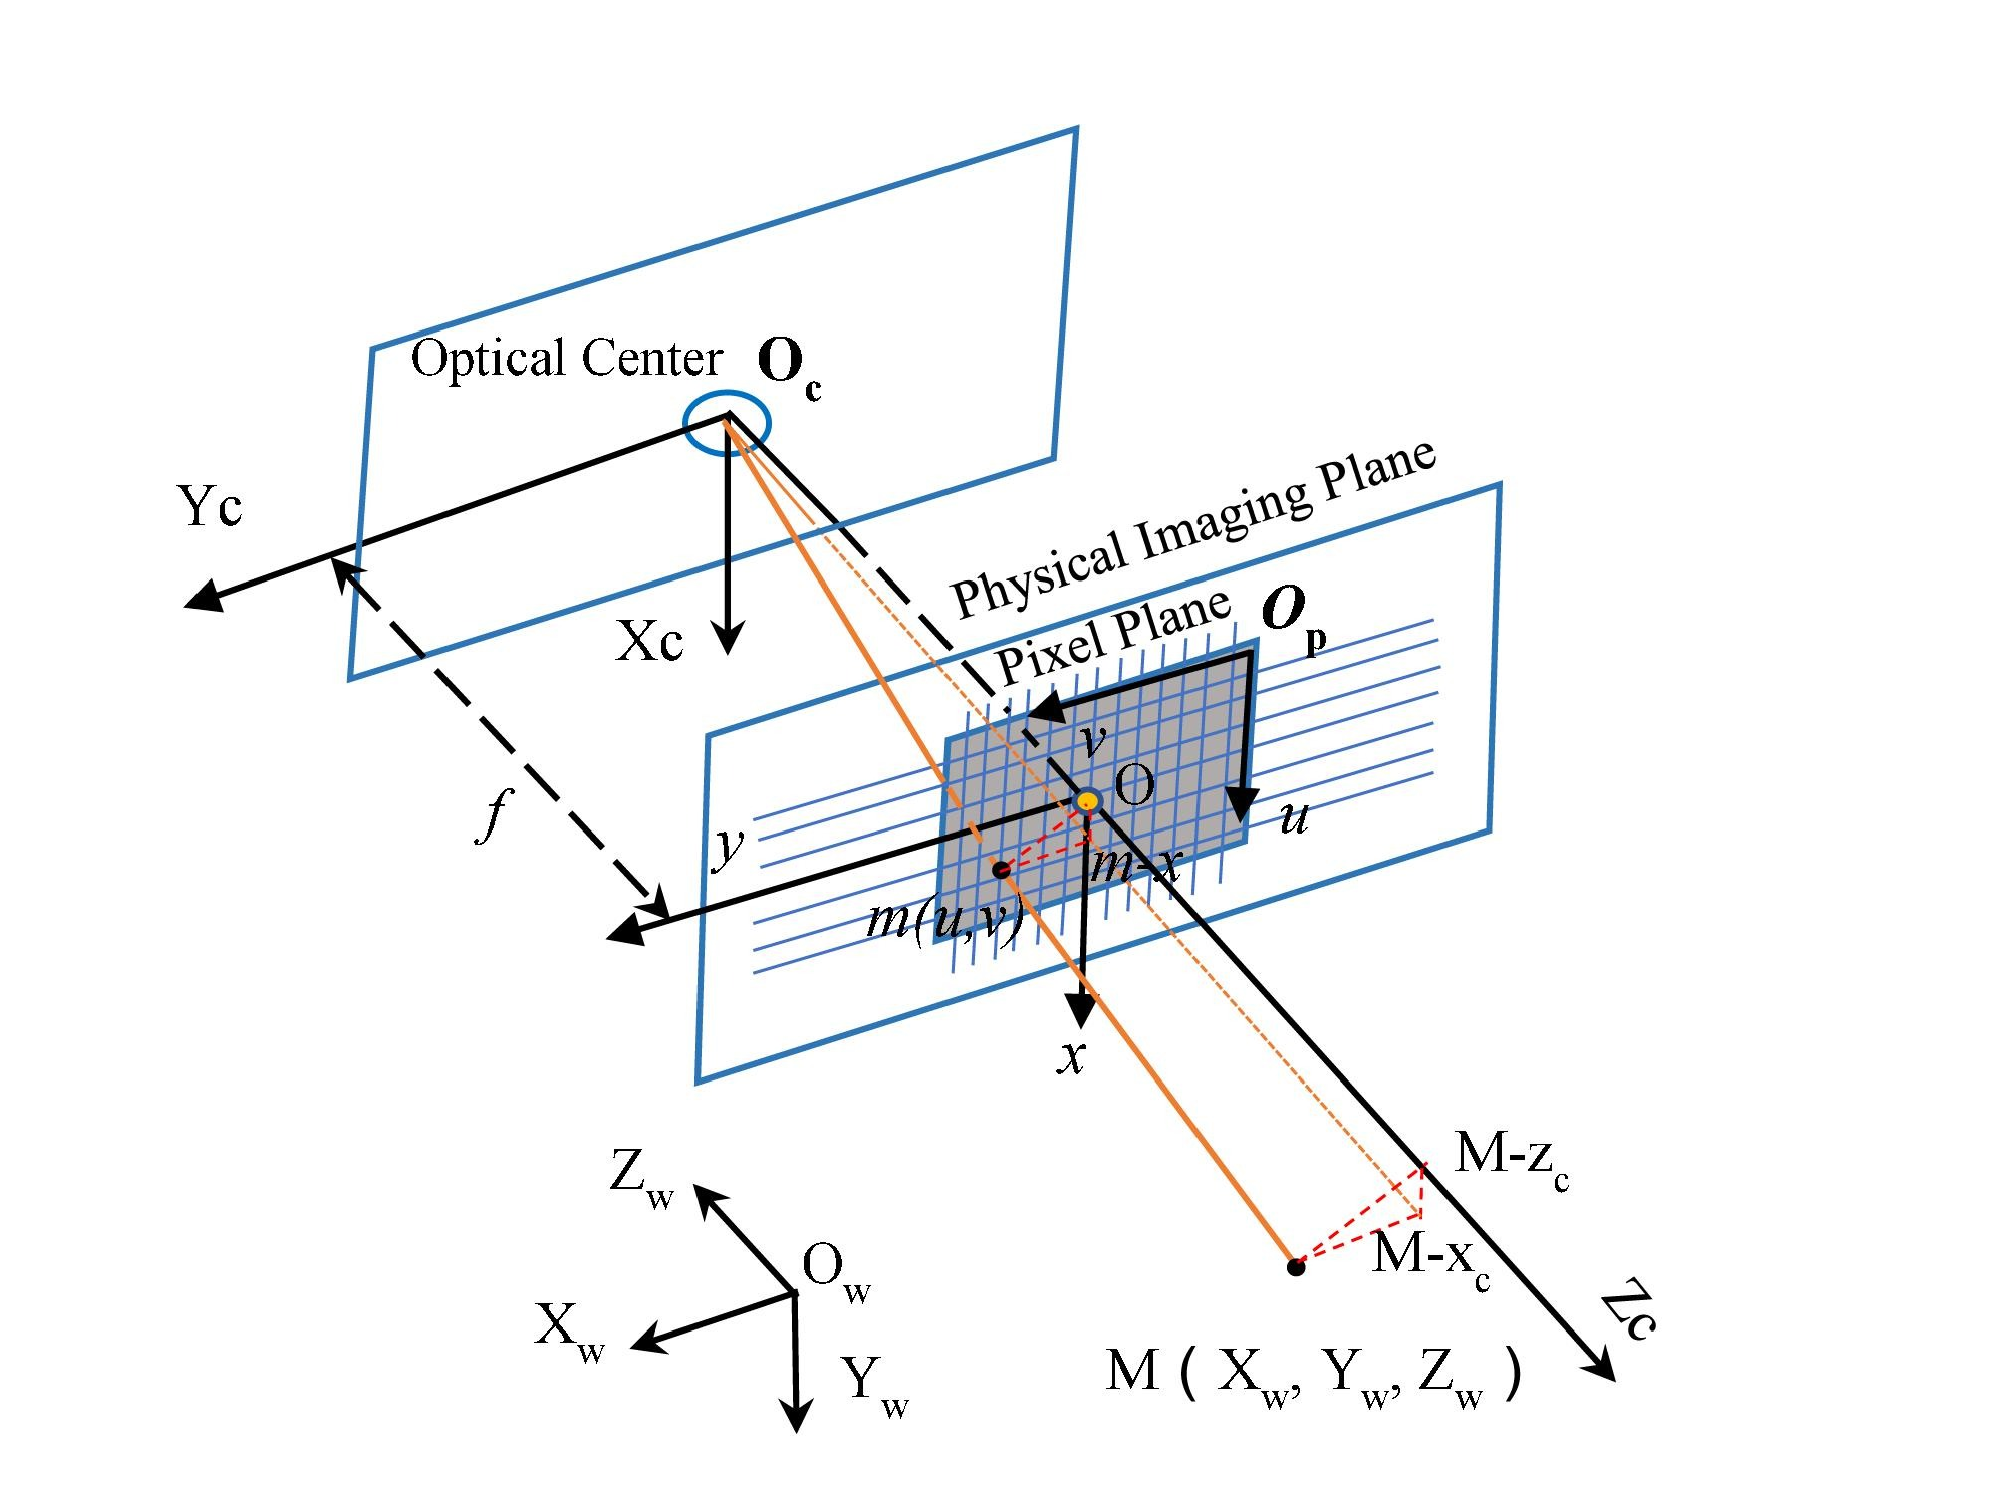 Optical Center O_c
Yc
Xc
Physical Imaging Plane
Pixel Plane
O_p
v
O
u
f
y
m-x
m(u,v)
x
M-z_c
Z_w
M-x_c
O_w
Zc
X_w
Y_w
M ( X_w, Y_w, Z_w )